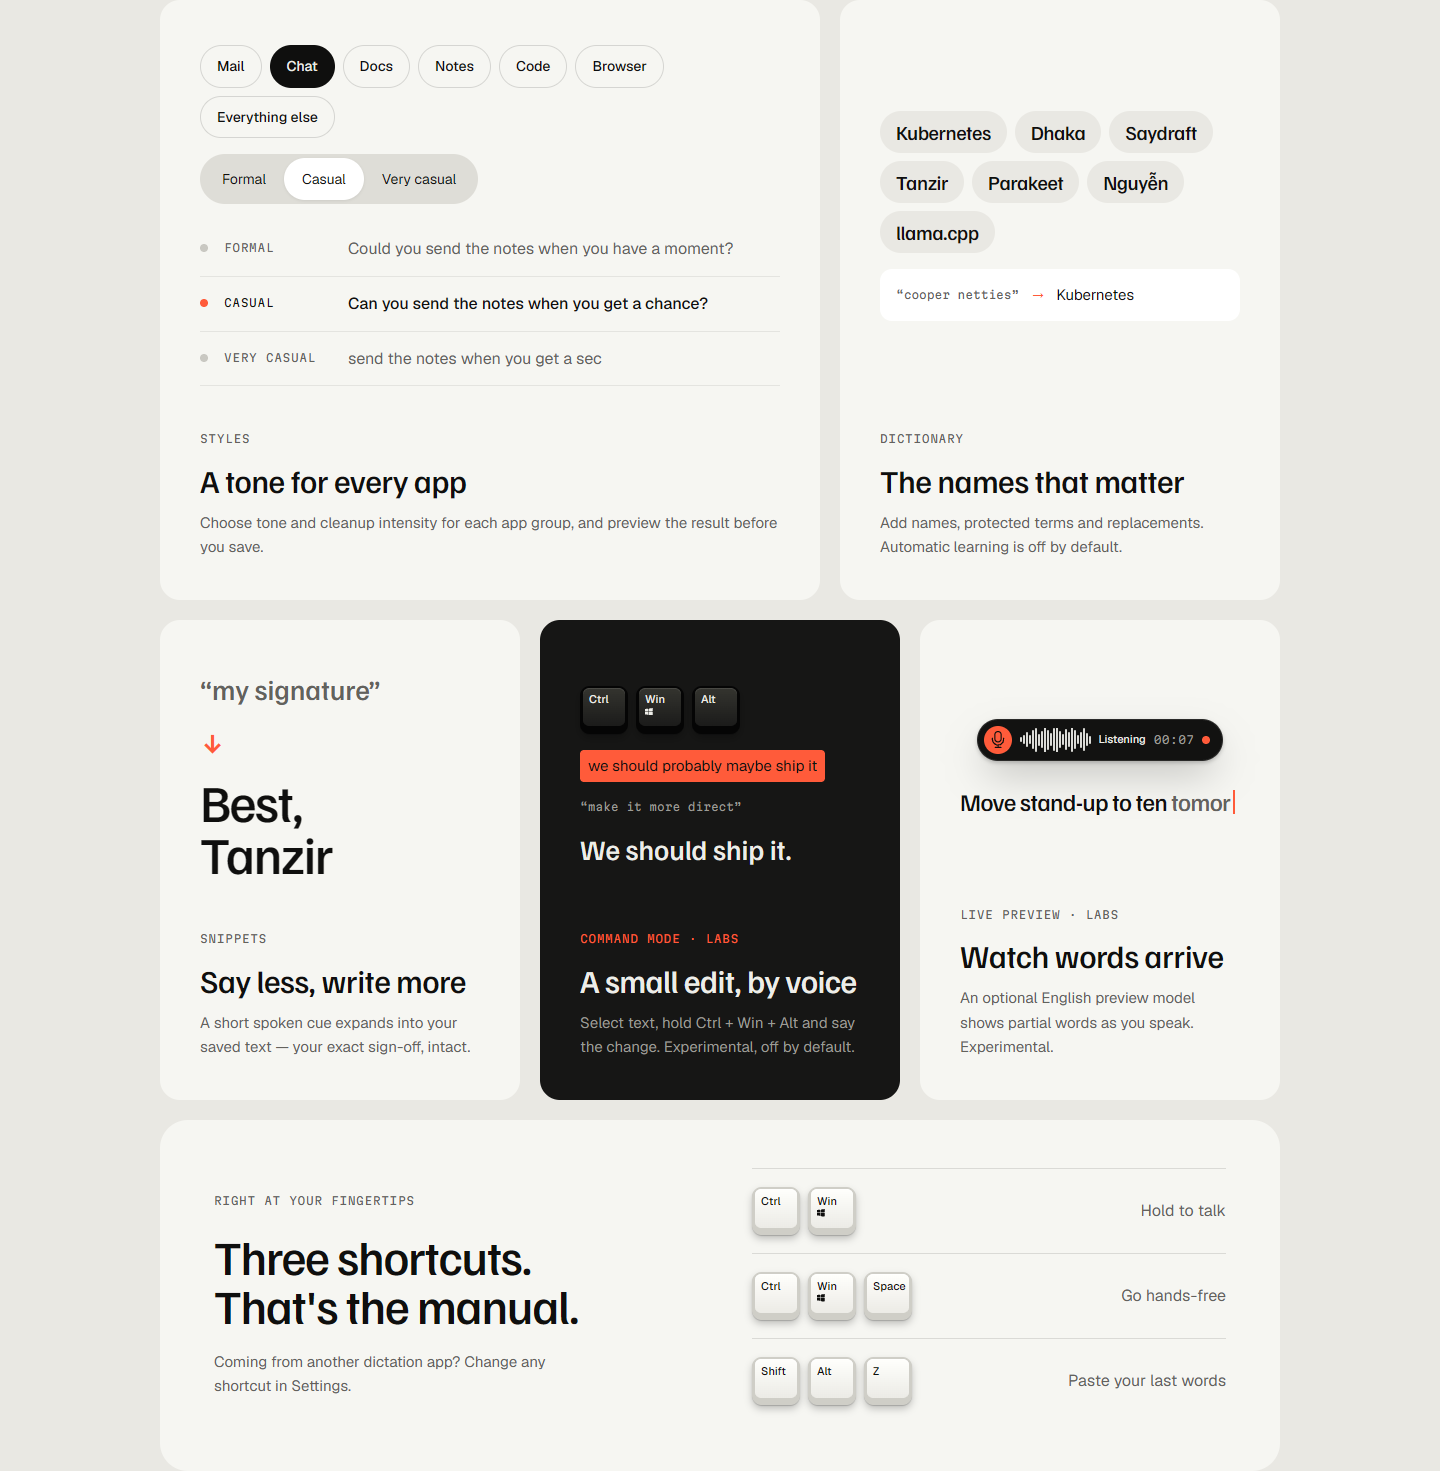 Mail Chat Docs Notes Code Browser
Everything else
Formal Casual Very casual
FORMAL Could you send the notes when you have a moment?
CASUAL Can you send the notes when you get a chance?
VERY CASUAL send the notes when you get a sec
STYLES
A tone for every app
Choose tone and cleanup intensity for each app group, and preview the result before
you save.
Kubernetes Dhaka Saydraft
Tanzir Parakeet Nguyễn
llama.cpp
“cooper netties” → Kubernetes
DICTIONARY
The names that matter
Add names, protected terms and replacements.
Automatic learning is off by default.
“my signature”
↓
Best,
Tanzir
SNIPPETS
Say less, write more
A short spoken cue expands into your
saved text — your exact sign-off, intact.
Ctrl Win Alt
we should probably maybe ship it
“make it more direct”
We should ship it.
COMMAND MODE · LABS
A small edit, by voice
Select text, hold Ctrl + Win + Alt and say
the change. Experimental, off by default.
Listening 00:07
Move stand-up to ten tomor
LIVE PREVIEW · LABS
Watch words arrive
An optional English preview model
shows partial words as you speak.
Experimental.
RIGHT AT YOUR FINGERTIPS
Three shortcuts.
That's the manual.
Coming from another dictation app? Change any
shortcut in Settings.
Ctrl Win Hold to talk
Ctrl Win Space Go hands-free
Shift Alt Z Paste your last words